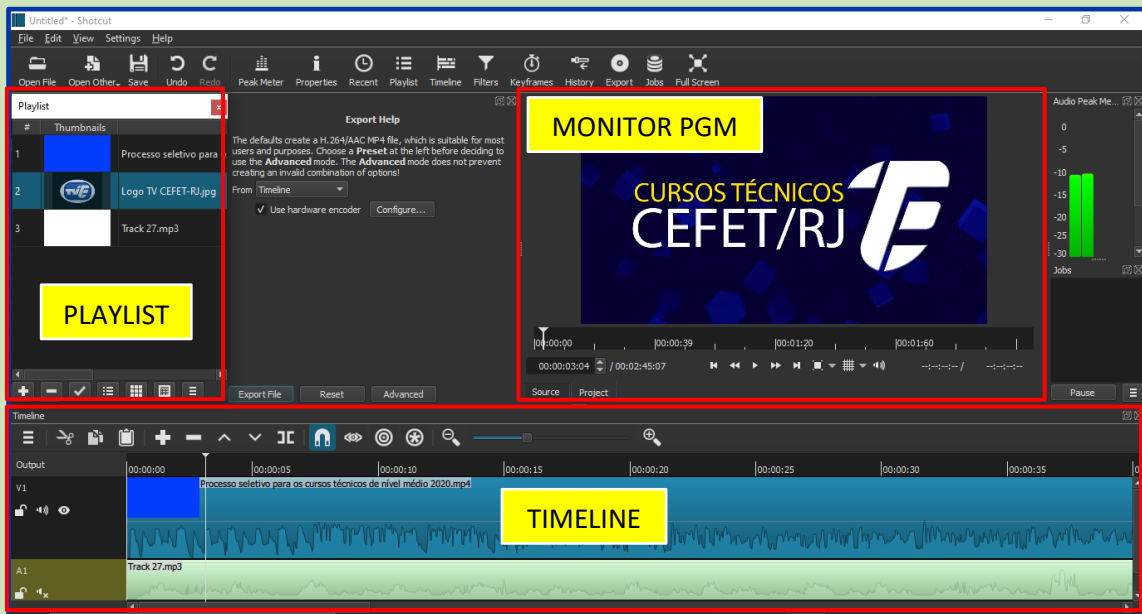 Untitled* - Shotcut
File Edit View Settings Help
Open File Open Other Save Undo Redo Peak Meter Properties Recent Playlist Timeline Filters Keyframes History Export Jobs Full Screen
Playlist
# Thumbnails
1 Processo seletivo para
2 Logo TV CEFET-RJ.jpg
3 Track 27.mp3
PLAYLIST
Export Help
The defaults create a H.264/AAC MP4 file, which is suitable for most
users and purposes. Choose a Preset at the left before deciding to
use the Advanced mode. The Advanced mode does not prevent
creating an invalid combination of options!
From Timeline
Use hardware encoder Configure...
Export File Reset Advanced
MONITOR PGM
CURSOS TÉCNICOS
CEFET/RJ
00:00:00 00:00:39 00:01:20 00:01:60
00:00:03:04 / 00:02:45:07 --:--:--:-- / --:--:--:--
Source Project
Audio Peak Me...
0
-5
-10
-15
-20
-25
-30
Jobs
Pause
Timeline
Output 00:00:00 00:00:05 00:00:10 00:00:15 00:00:20 00:00:25 00:00:30 00:00:35
V1
Processo seletivo para os cursos técnicos de nível médio 2020.mp4
TIMELINE
A1
Track 27.mp3